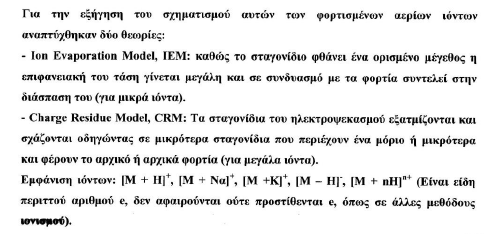 Για την εξήγηση του σχηματισμού αυτών των φορτισμένων αερίων ιόντων
αναπτύχθηκαν δύο θεωρίες:
- Ion Evaporation Model, IEM: καθώς το σταγονίδιο φθάνει ένα ορισμένο μέγεθος η
επιφανειακή του τάση γίνεται μεγάλη και σε συνδυασμό με τα φορτία συντελεί στην
διάσπαση του (για μικρά ιόντα).
- Charge Residue Model, CRM: Τα σταγονίδια του ηλεκτροψεκασμού εξατμίζονται και
σχάζονται οδηγώντας σε μικρότερα σταγονίδια που περιέχουν ένα μόριο ή μικρότερα
και φέρουν το αρχικό ή αρχικά φορτία (για μεγάλα ιόντα).
Εμφάνιση ιόντων: [M + H]⁺, [M + Να]⁺, [M +K]⁺, [M – H]⁻, [M + nH]ⁿ⁺ (Είναι είδη
περιττού αριθμού e, δεν αφαιρούνται ούτε προστίθενται e, όπως σε άλλες μεθόδους
ιονισμού).